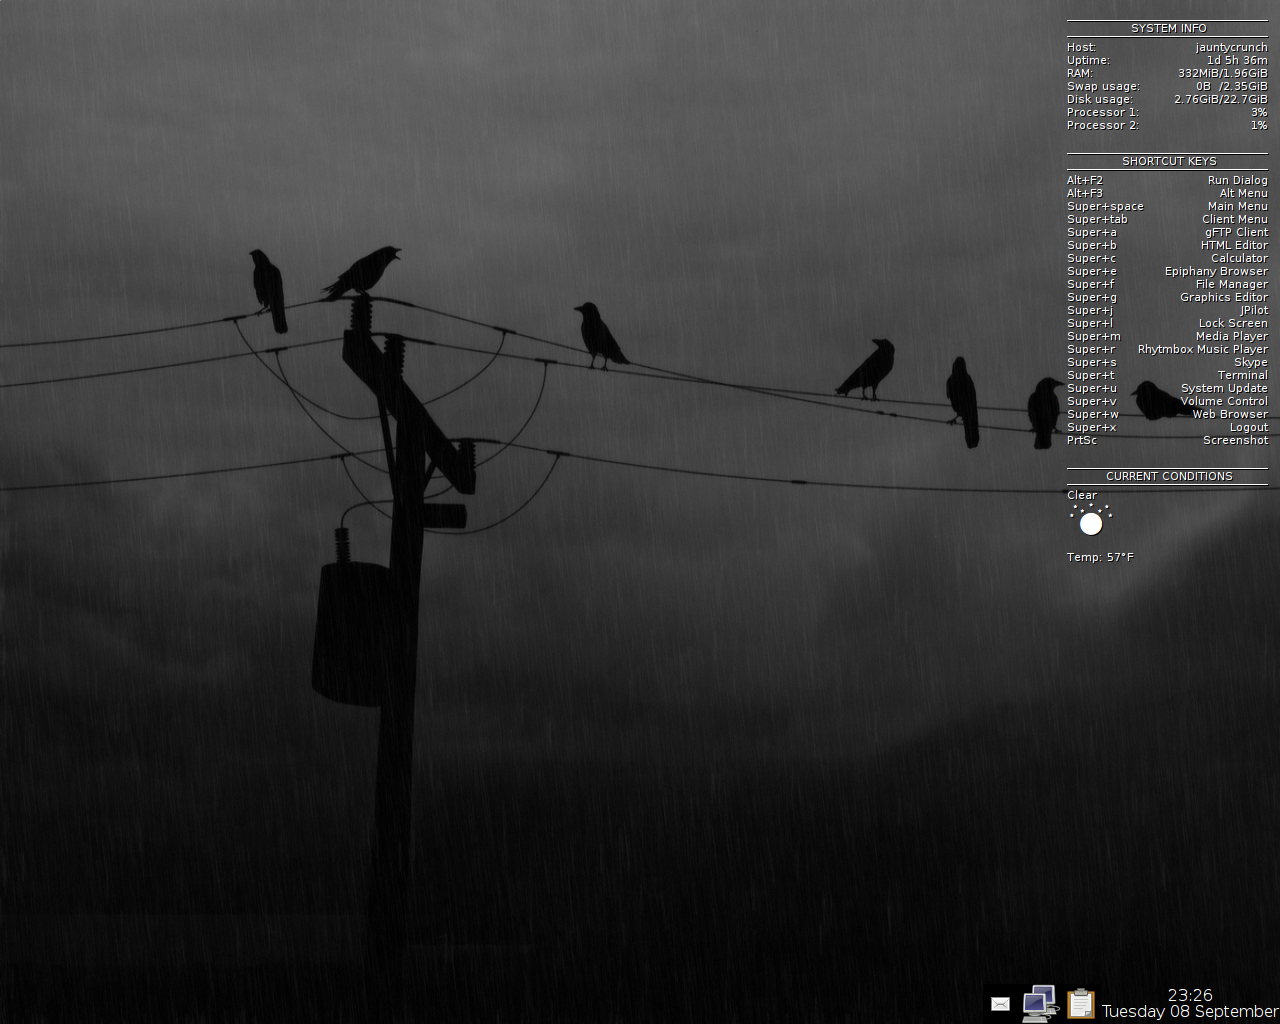 SYSTEM INFO
Host: jauntycrunch
Uptime: 1d 5h 36m
RAM: 332MiB/1.96GiB
Swap usage: 0B /2.35GiB
Disk usage: 2.76GiB/22.7GiB
Processor 1: 3%
Processor 2: 1%
SHORTCUT KEYS
Alt+F2 Run Dialog
Alt+F3 Alt Menu
Super+space Main Menu
Super+tab Client Menu
Super+a gFTP Client
Super+b HTML Editor
Super+c Calculator
Super+e Epiphany Browser
Super+f File Manager
Super+g Graphics Editor
Super+j JPilot
Super+l Lock Screen
Super+m Media Player
Super+r Rhytmbox Music Player
Super+s Skype
Super+t Terminal
Super+u System Update
Super+v Volume Control
Super+w Web Browser
Super+x Logout
PrtSc Screenshot
CURRENT CONDITIONS
Clear
Temp: 57°F
23:26
Tuesday 08 September